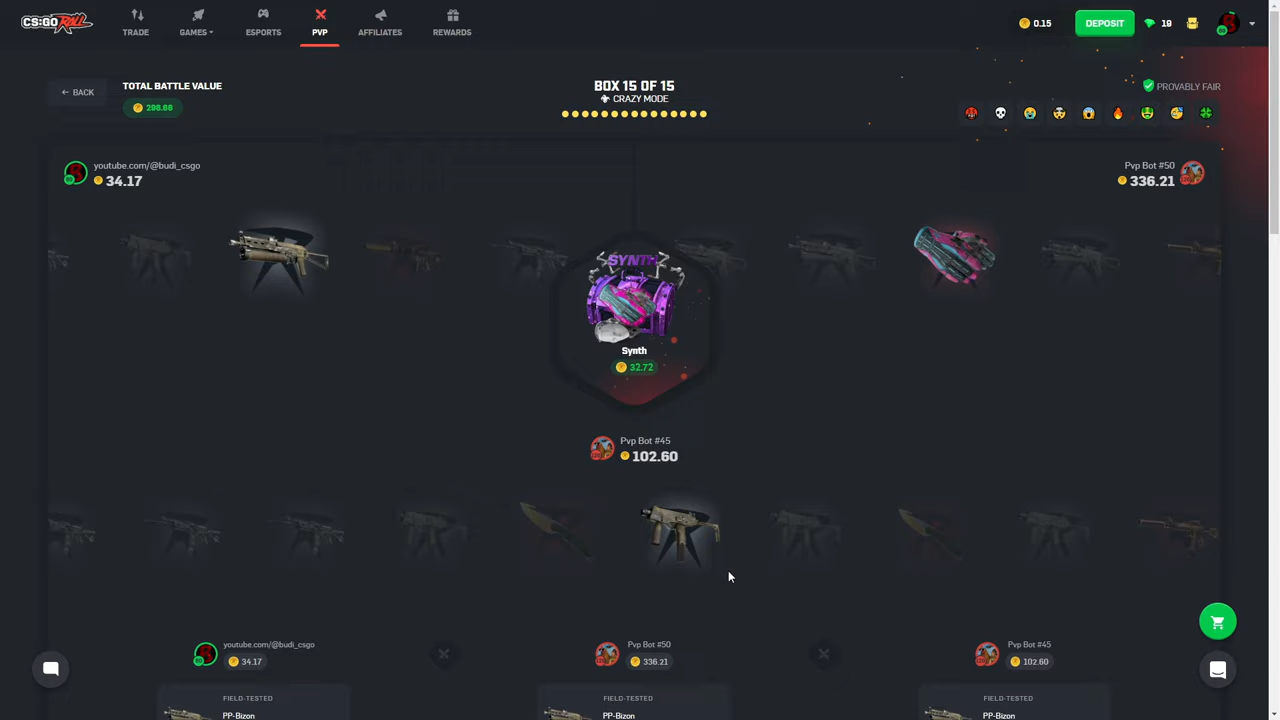 CS:GO ROLL
TRADE
GAMES
ESPORTS
PVP
AFFILIATES
REWARDS
0.15
DEPOSIT
19
BACK
TOTAL BATTLE VALUE
BOX 15 OF 15
CRAZY MODE
PROVABLY FAIR
youtube.com/@budi_csgo
34.17
Pvp Bot #50
336.21
SYNTH
Synth
32.72
Pvp Bot #45
102.60
youtube.com/@budi_csgo
34.17
Pvp Bot #50
336.21
Pvp Bot #45
102.60
FIELD-TESTED
PP-Bizon
FIELD-TESTED
PP-Bizon
FIELD-TESTED
PP-Bizon